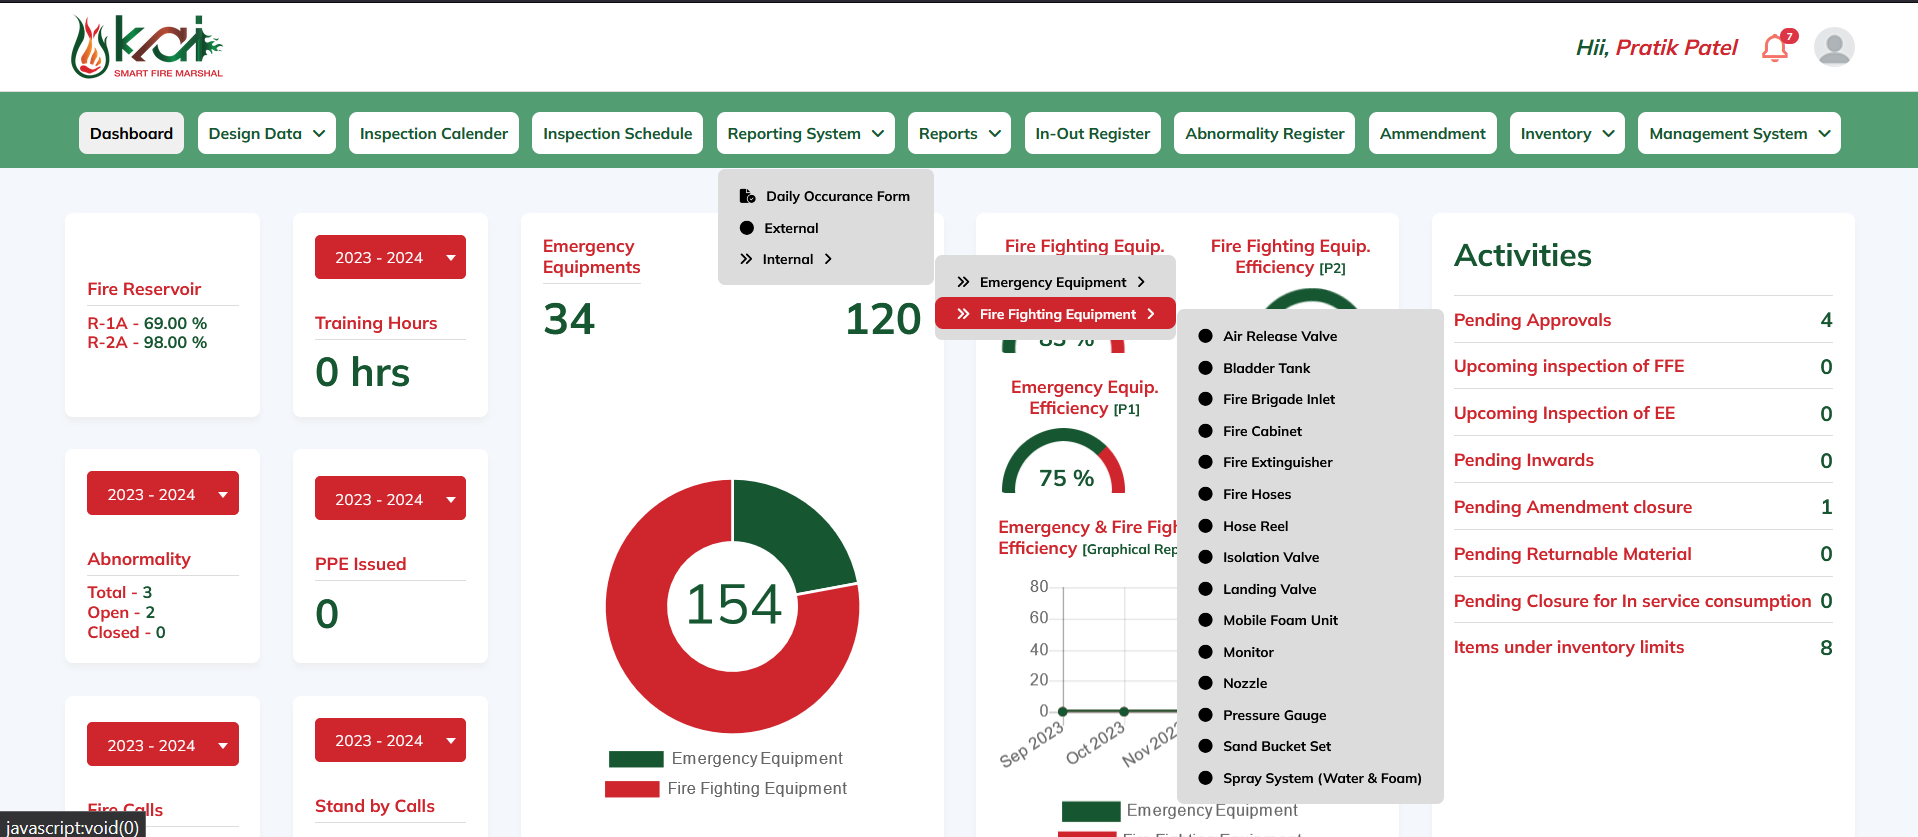 kai
SMART FIRE MARSHAL
Hii, Pratik Patel
7
Dashboard
Design Data
Inspection Calender
Inspection Schedule
Reporting System
Reports
In-Out Register
Abnormality Register
Ammendment
Inventory
Management System
Daily Occurance Form
External
Internal
Emergency Equipment
Fire Fighting Equipment
Air Release Valve
Bladder Tank
Fire Brigade Inlet
Fire Cabinet
Fire Extinguisher
Fire Hoses
Hose Reel
Isolation Valve
Landing Valve
Mobile Foam Unit
Monitor
Nozzle
Pressure Gauge
Sand Bucket Set
Spray System (Water & Foam)
Fire Reservoir
R-1A - 69.00 %
R-2A - 98.00 %
2023 - 2024
Training Hours
0 hrs
2023 - 2024
Abnormality
Total - 3
Open - 2
Closed - 0
2023 - 2024
PPE Issued
0
2023 - 2024
Fire Calls
2023 - 2024
Stand by Calls
Emergency
Equipments
34
120
154
Emergency Equipment
Fire Fighting Equipment
Fire Fighting Equip.
Fire Fighting Equip.
Efficiency [P2]
Emergency Equip.
Efficiency [P1]
75 %
Emergency & Fire
Efficiency [Graphical
80
60
40
20
0
Sep 2023
Oct 2023
Emergency Equipment
Fire Fighting Equipment
Activities
Pending Approvals 4
Upcoming inspection of FFE 0
Upcoming Inspection of EE 0
Pending Inwards 0
Pending Amendment closure 1
Pending Returnable Material 0
Pending Closure for In service consumption 0
Items under inventory limits 8
javascript:void(0)